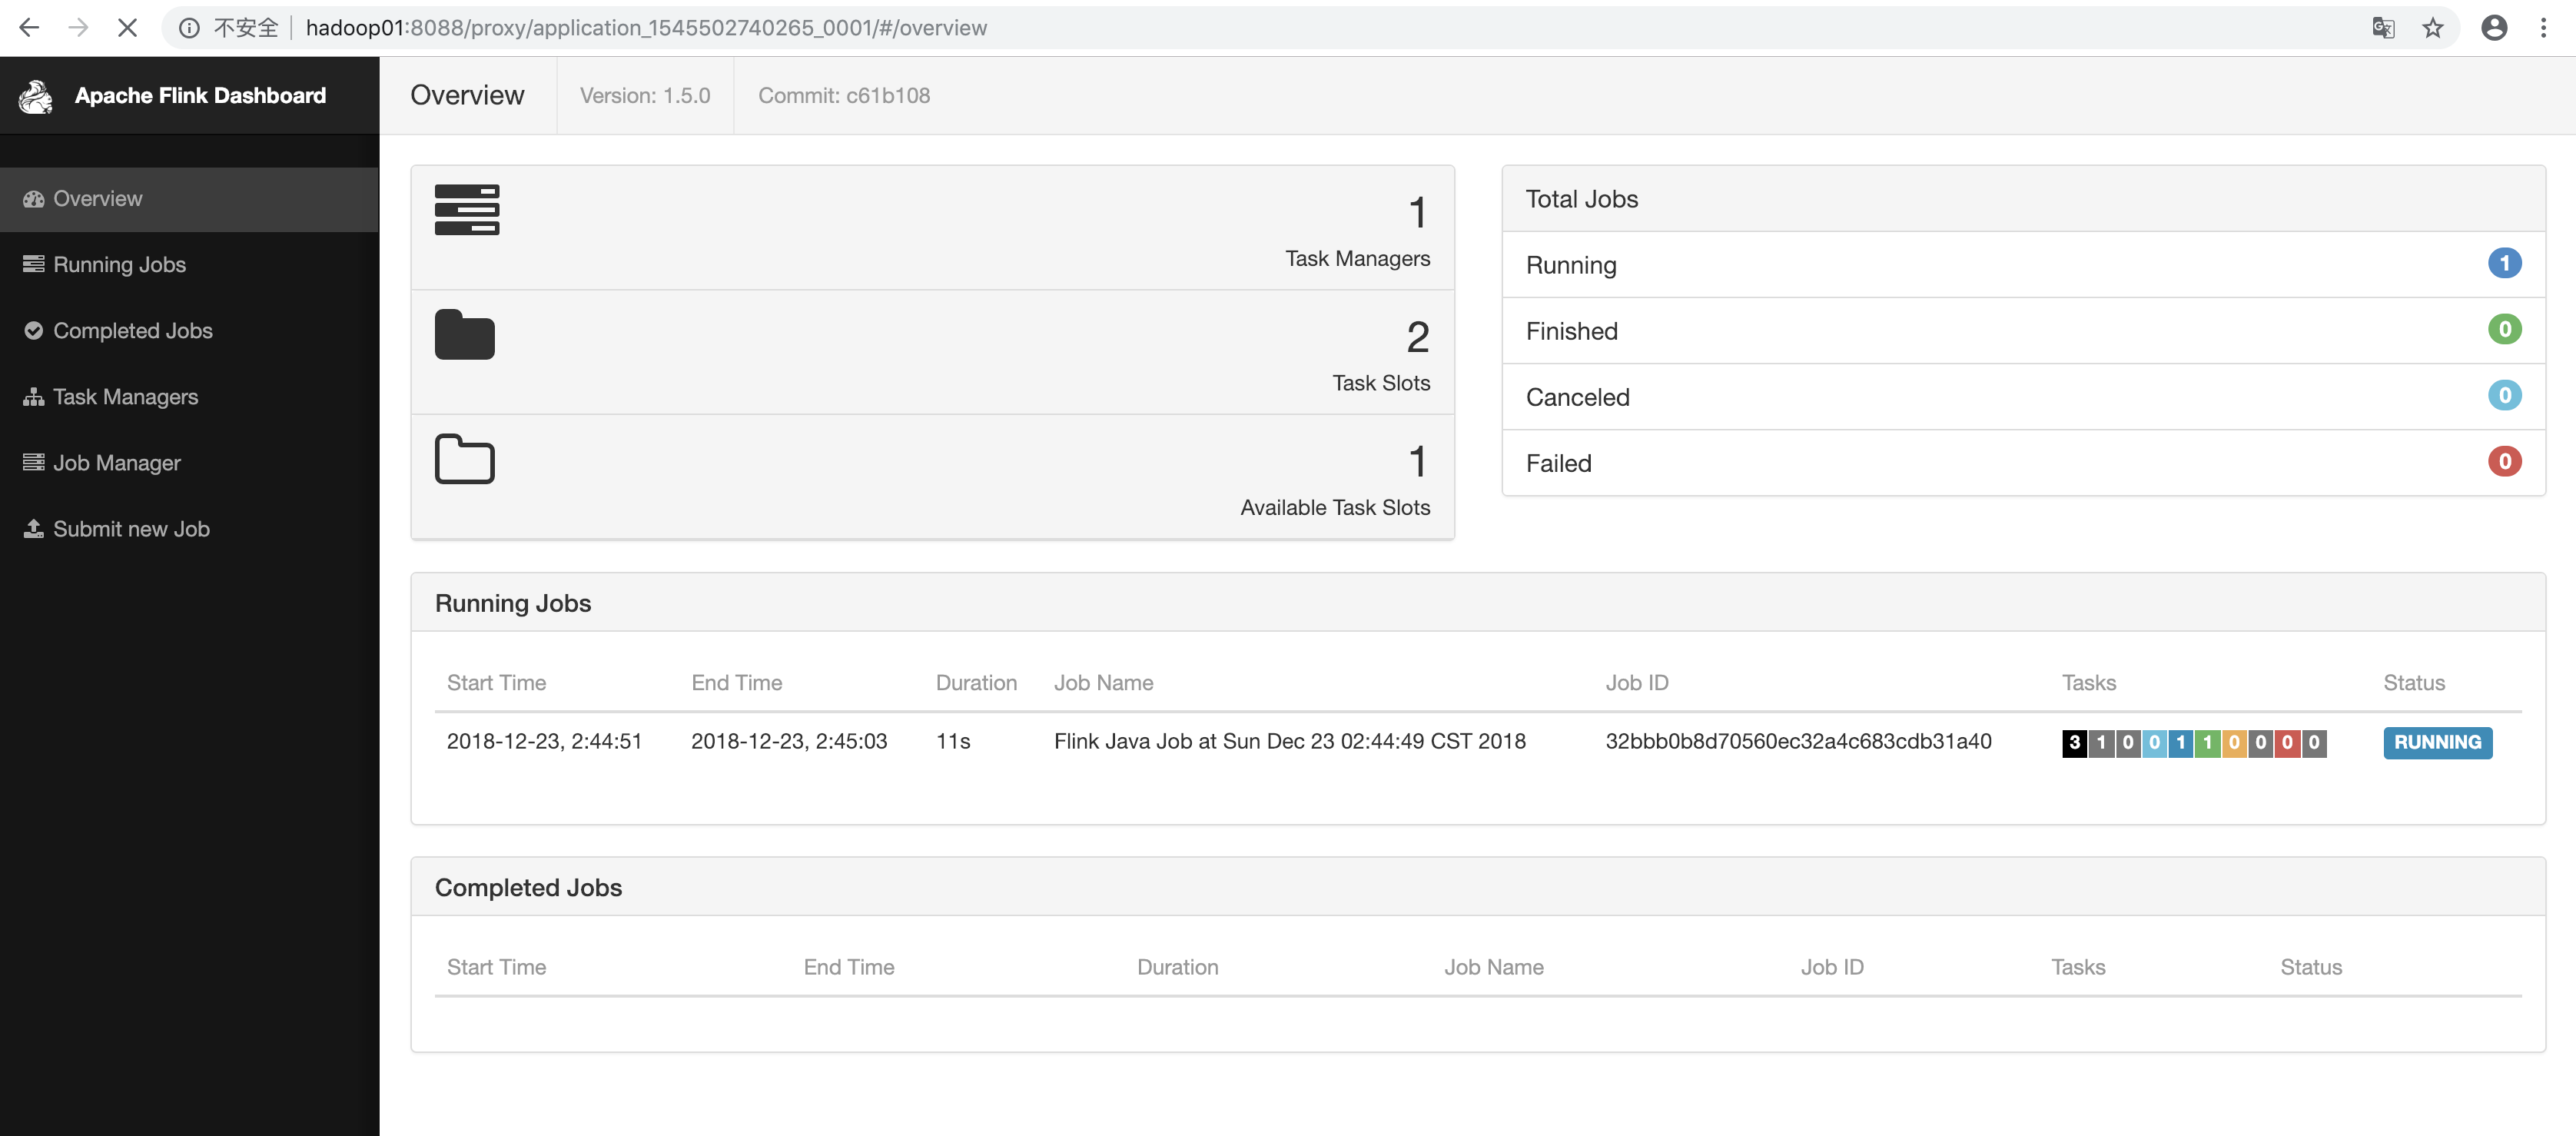 不安全 hadoop01:8088/proxy/application_1545502740265_0001/#/overview
Apache Flink Dashboard
Overview
Running Jobs
Completed Jobs
Task Managers
Job Manager
Submit new Job
Overview Version: 1.5.0 Commit: c61b108
1
Task Managers
2
Task Slots
1
Available Task Slots
Total Jobs
Running 1
Finished 0
Canceled 0
Failed 0
Running Jobs
Start Time End Time Duration Job Name Job ID Tasks Status
2018-12-23, 2:44:51 2018-12-23, 2:45:03 11s Flink Java Job at Sun Dec 23 02:44:49 CST 2018 32bbb0b8d70560ec32a4c683cdb31a40 3 1 0 0 1 1 0 0 0 0 RUNNING
Completed Jobs
Start Time End Time Duration Job Name Job ID Tasks Status